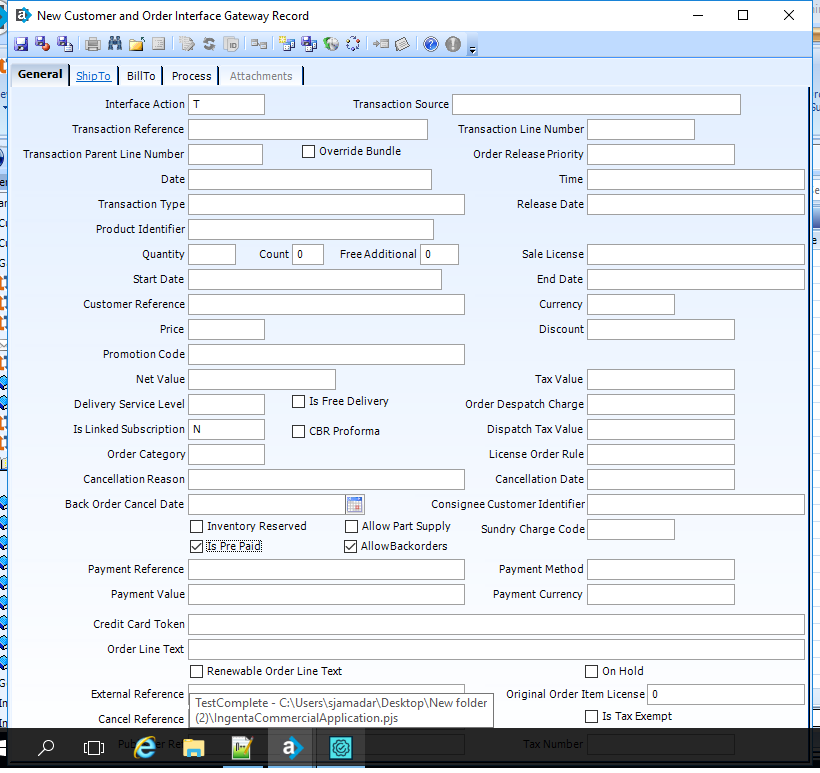 New Customer and Order Interface Gateway Record
General ShipTo BillTo Process Attachments
Interface Action T Transaction Source
Transaction Reference Transaction Line Number
Transaction Parent Line Number Override Bundle Order Release Priority
Date Time
Transaction Type Release Date
Product Identifier
Quantity Count 0 Free Additional 0 Sale License
Start Date End Date
Customer Reference Currency
Price Discount
Promotion Code
Net Value Tax Value
Delivery Service Level Is Free Delivery Order Despatch Charge
Is Linked Subscription N CBR Proforma Dispatch Tax Value
Order Category License Order Rule
Cancellation Reason Cancellation Date
Back Order Cancel Date Consignee Customer Identifier
Inventory Reserved Allow Part Supply Sundry Charge Code
Is Pre Paid AllowBackorders
Payment Reference Payment Method
Payment Value Payment Currency
Credit Card Token
Order Line Text
Renewable Order Line Text On Hold
External Reference Original Order Item License 0
TestComplete - C:\Users\sjamadar\Desktop\New folder
(2)\IngentaCommercialApplication.pjs
Cancel Reference Is Tax Exempt
Tax Number